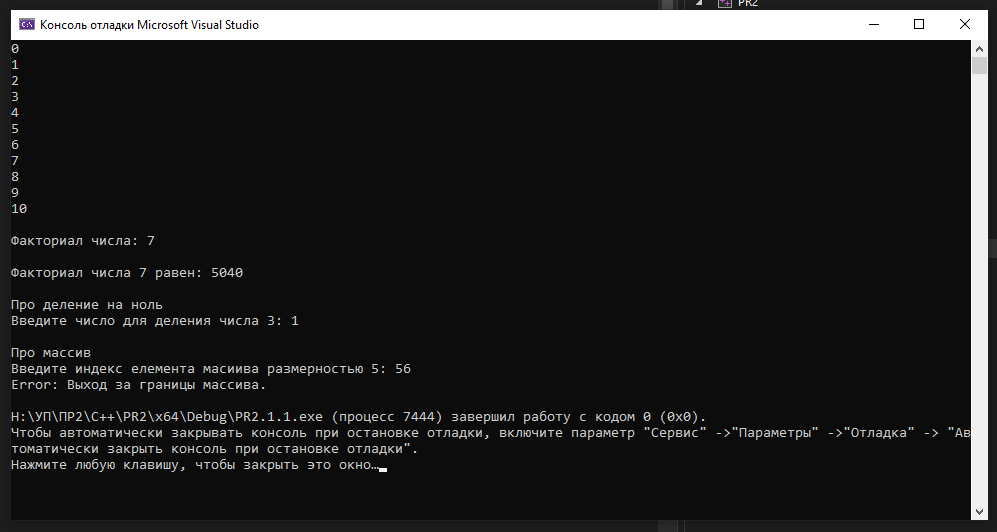 PR2
Консоль отладки Microsoft Visual Studio
0
1
2
3
4
5
6
7
8
9
10
Факториал числа: 7
Факториал числа 7 равен: 5040
Про деление на ноль
Введите число для деления числа 3: 1
Про массив
Введите индекс елемента масиива размерностью 5: 56
Error: Выход за границы массива.
H:\УП\ПР2\C++\PR2\x64\Debug\PR2.1.1.exe (процесс 7444) завершил работу с кодом 0 (0x0).
Чтобы автоматически закрывать консоль при остановке отладки, включите параметр "Сервис" ->"Параметры" ->"Отладка" -> "Ав
томатически закрыть консоль при остановке отладки".
Нажмите любую клавишу, чтобы закрыть это окно…